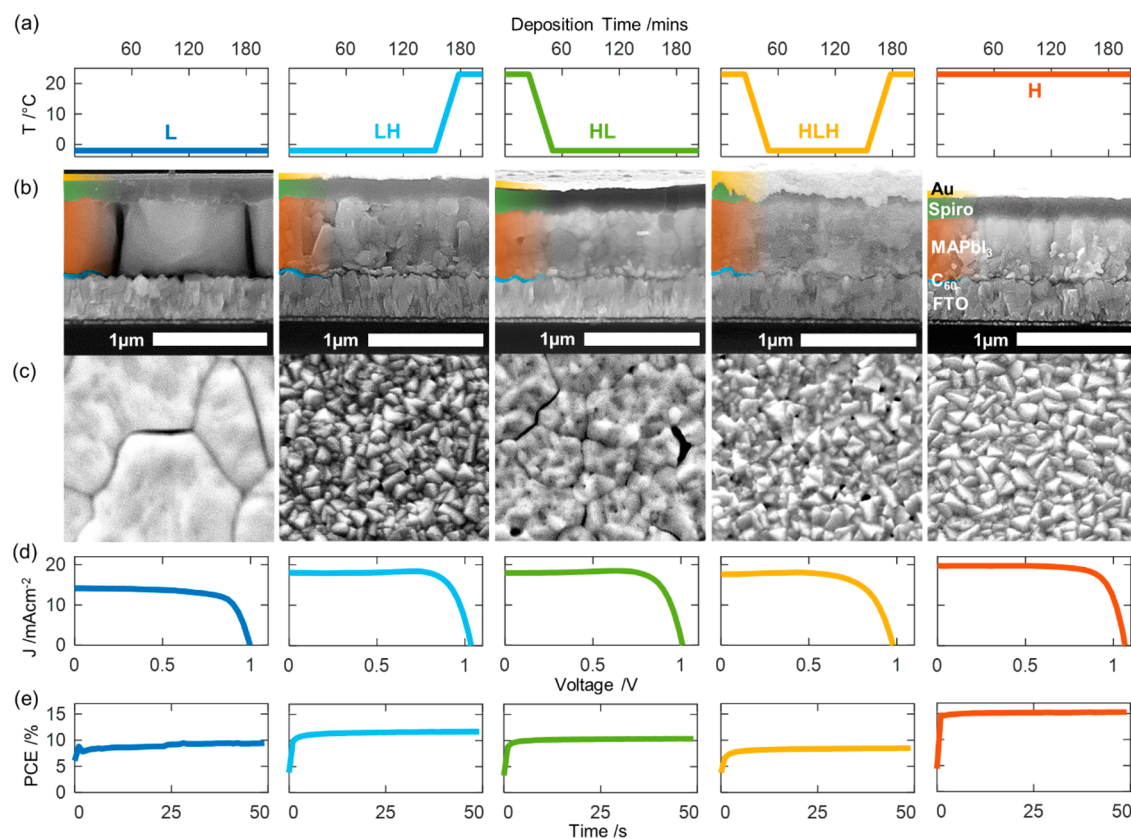 (a)
Deposition Time /mins
60 120 180 60 120 180 60 120 180 60 120 180 60 120 180
T /°C
20
0
L
LH
HL
HLH
H
(b)
Au
Spiro
MAPbI₃
C₆₀
FTO
1µm 1µm 1µm 1µm 1µm
(c)
(d)
J /mAcm⁻²
20
10
0
0 0.5 1 0 0.5 1 0 0.5 1 0 0.5 1 0 0.5 1
Voltage /V
(e)
PCE /%
15
10
5
0
0 25 50 0 25 50 0 25 50 0 25 50 0 25 50
Time /s